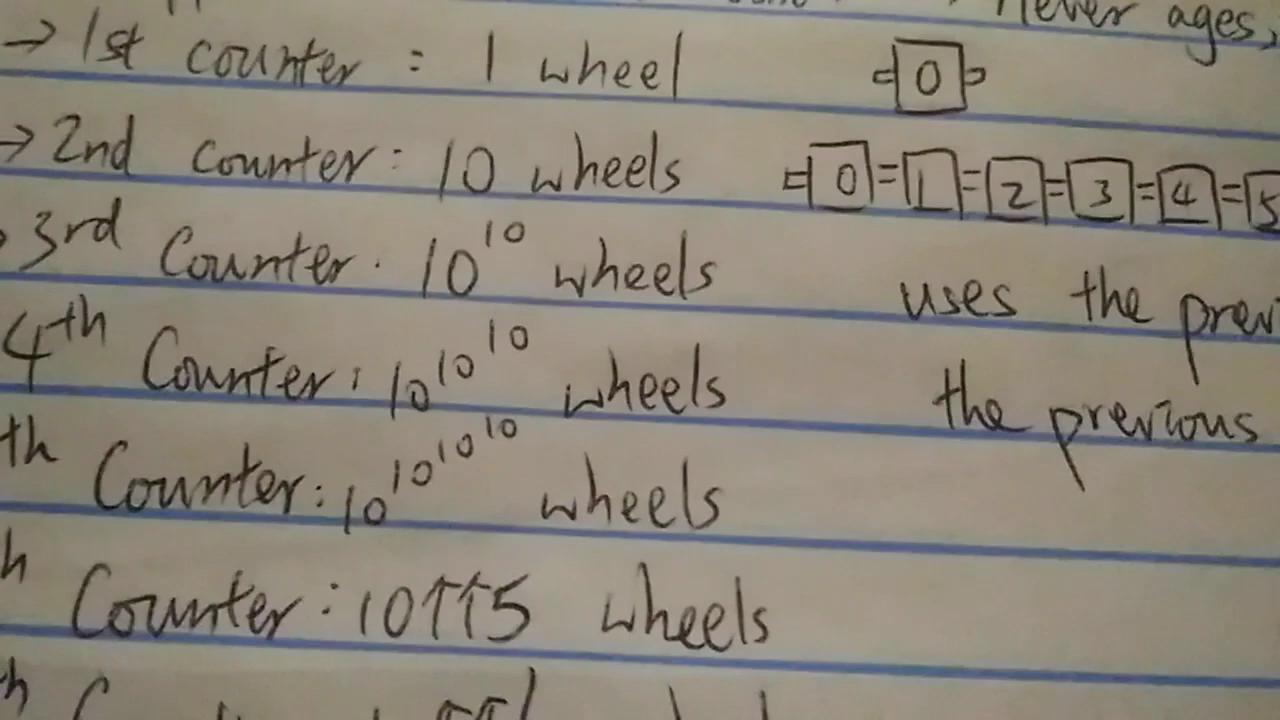 never ages,
→ 1st counter : 1 wheel 0
→ 2nd counter: 10 wheels 0 = 1 = 2 = 3 = 4 = 5
3rd Counter. 10^10 wheels uses the
4th Counter: 10^10^10 wheels the previous
th Counter: 10^10^10^10 wheels
h Counter: 10↑↑5 wheels